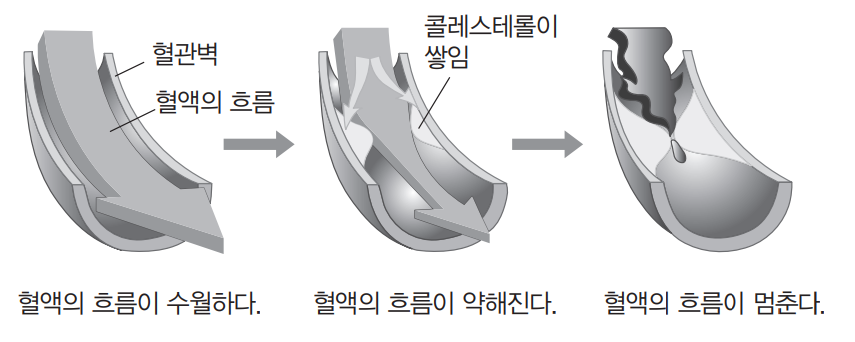 혈관벽
혈액의 흐름
콜레스테롤이
쌓임
혈액의 흐름이 수월하다.
혈액의 흐름이 약해진다.
혈액의 흐름이 멈춘다.